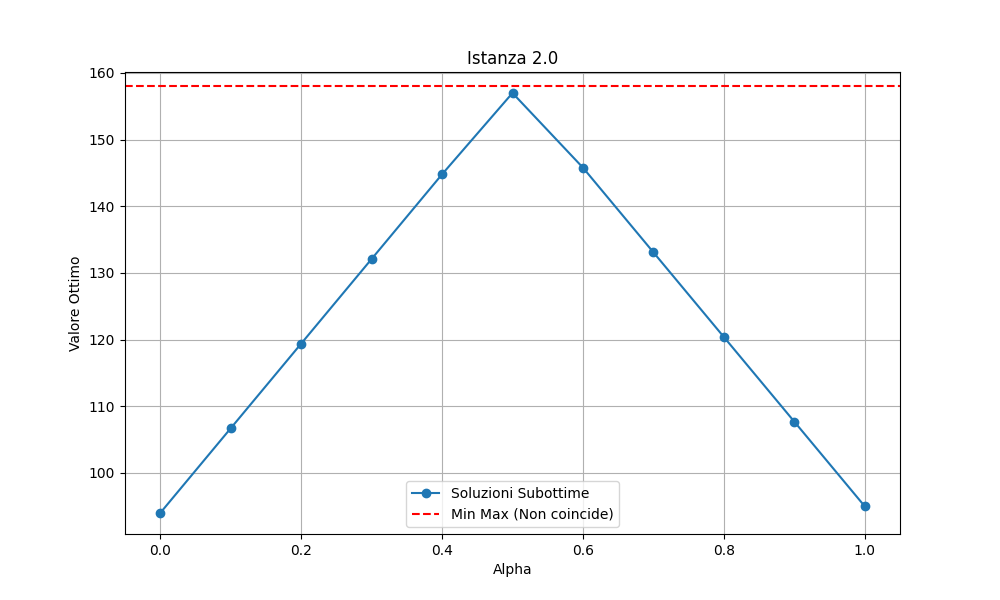 Istanza 2.0
Valore Ottimo
160
150
140
130
120
110
100
Soluzioni Subottime
Min Max (Non coincide)
0.0 0.2 0.4 0.6 0.8 1.0
Alpha